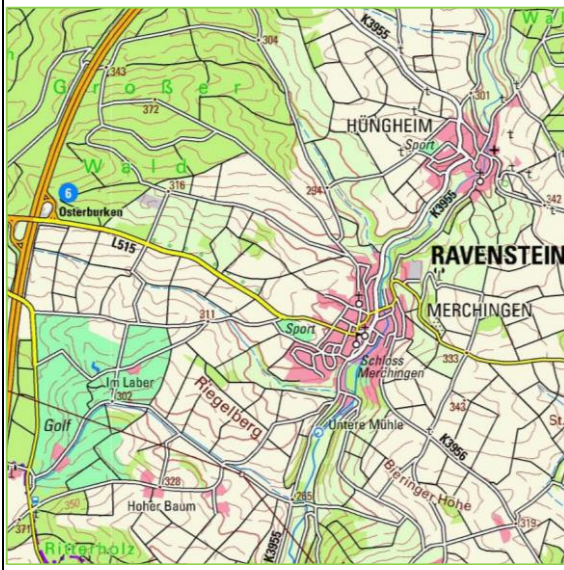 K3955
Wal
304
343
Großer
372
301
HÜNGHEIM
Sport
Wald
316
294
K3955
342
6
Osterburken
L515
RAVENSTEIN
MERCHINGEN
311
Sport
333
Schloss
Merchingen
Im Laber
302
Riegelberg
343
St.
Golf
Untere Mühle
K3956
Bieringer Höhe
328
350
Hoher Baum
265
319
371
K3955
Ritterholz